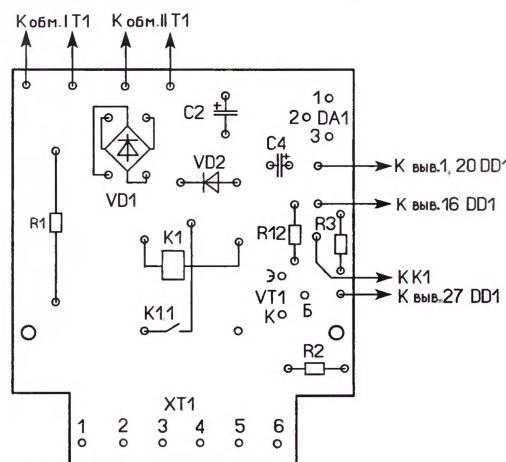 К обм. I Т1 К обм. II Т1
C2
1
2 DA1
3
C4
К выв.1, 20 DD1
VD2
VD1
К выв.16 DD1
R1
K1
R12
R3
Э
К К1
VT1
Б
К выв.27 DD1
K1.1
К
R2
XT1
1 2 3 4 5 6